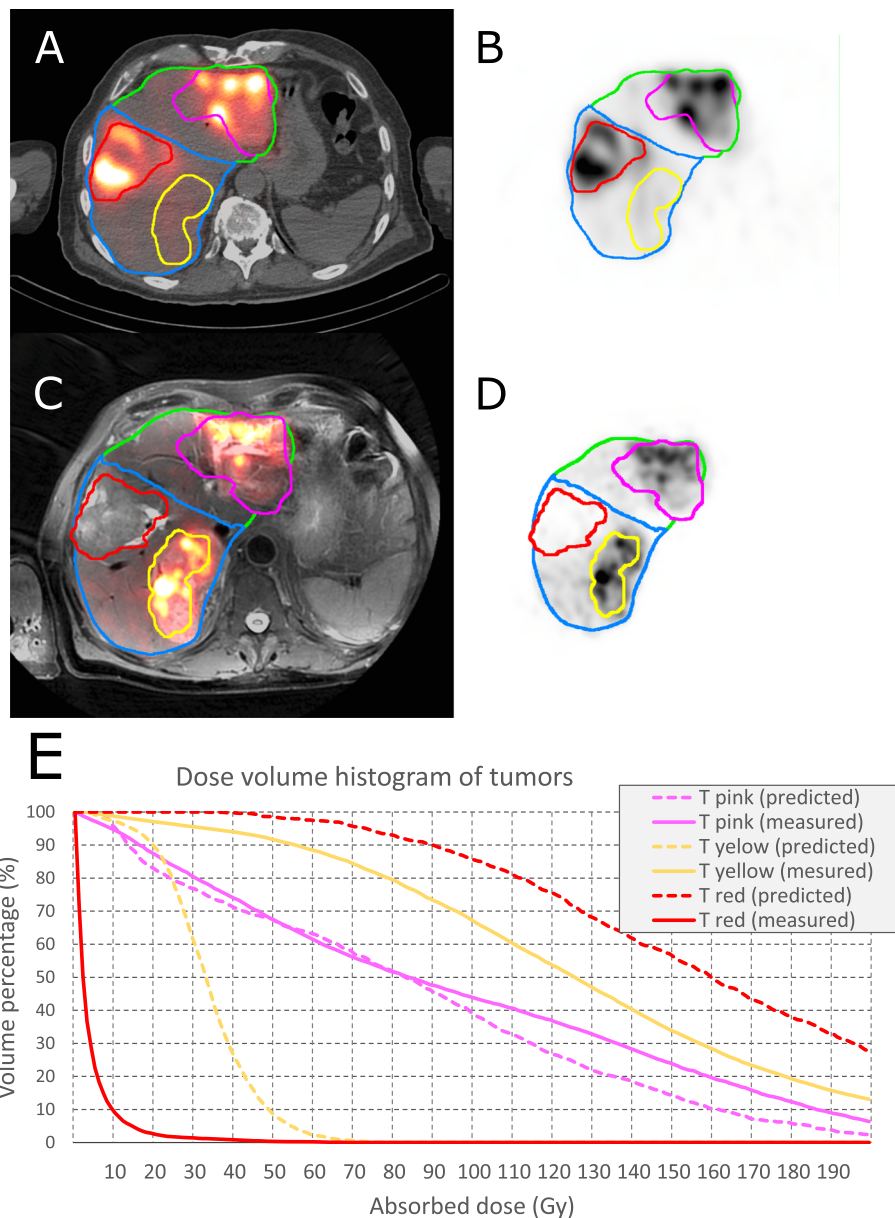 A
B
C
D
E
Dose volume histogram of tumors
T pink (predicted)
T pink (measured)
T yelow (predicted)
T yellow (mesured)
T red (predicted)
T red (measured)
Volume percentage (%)
100
90
80
70
60
50
40
30
20
10
0
10 20 30 40 50 60 70 80 90 100 110 120 130 140 150 160 170 180 190
Absorbed dose (Gy)